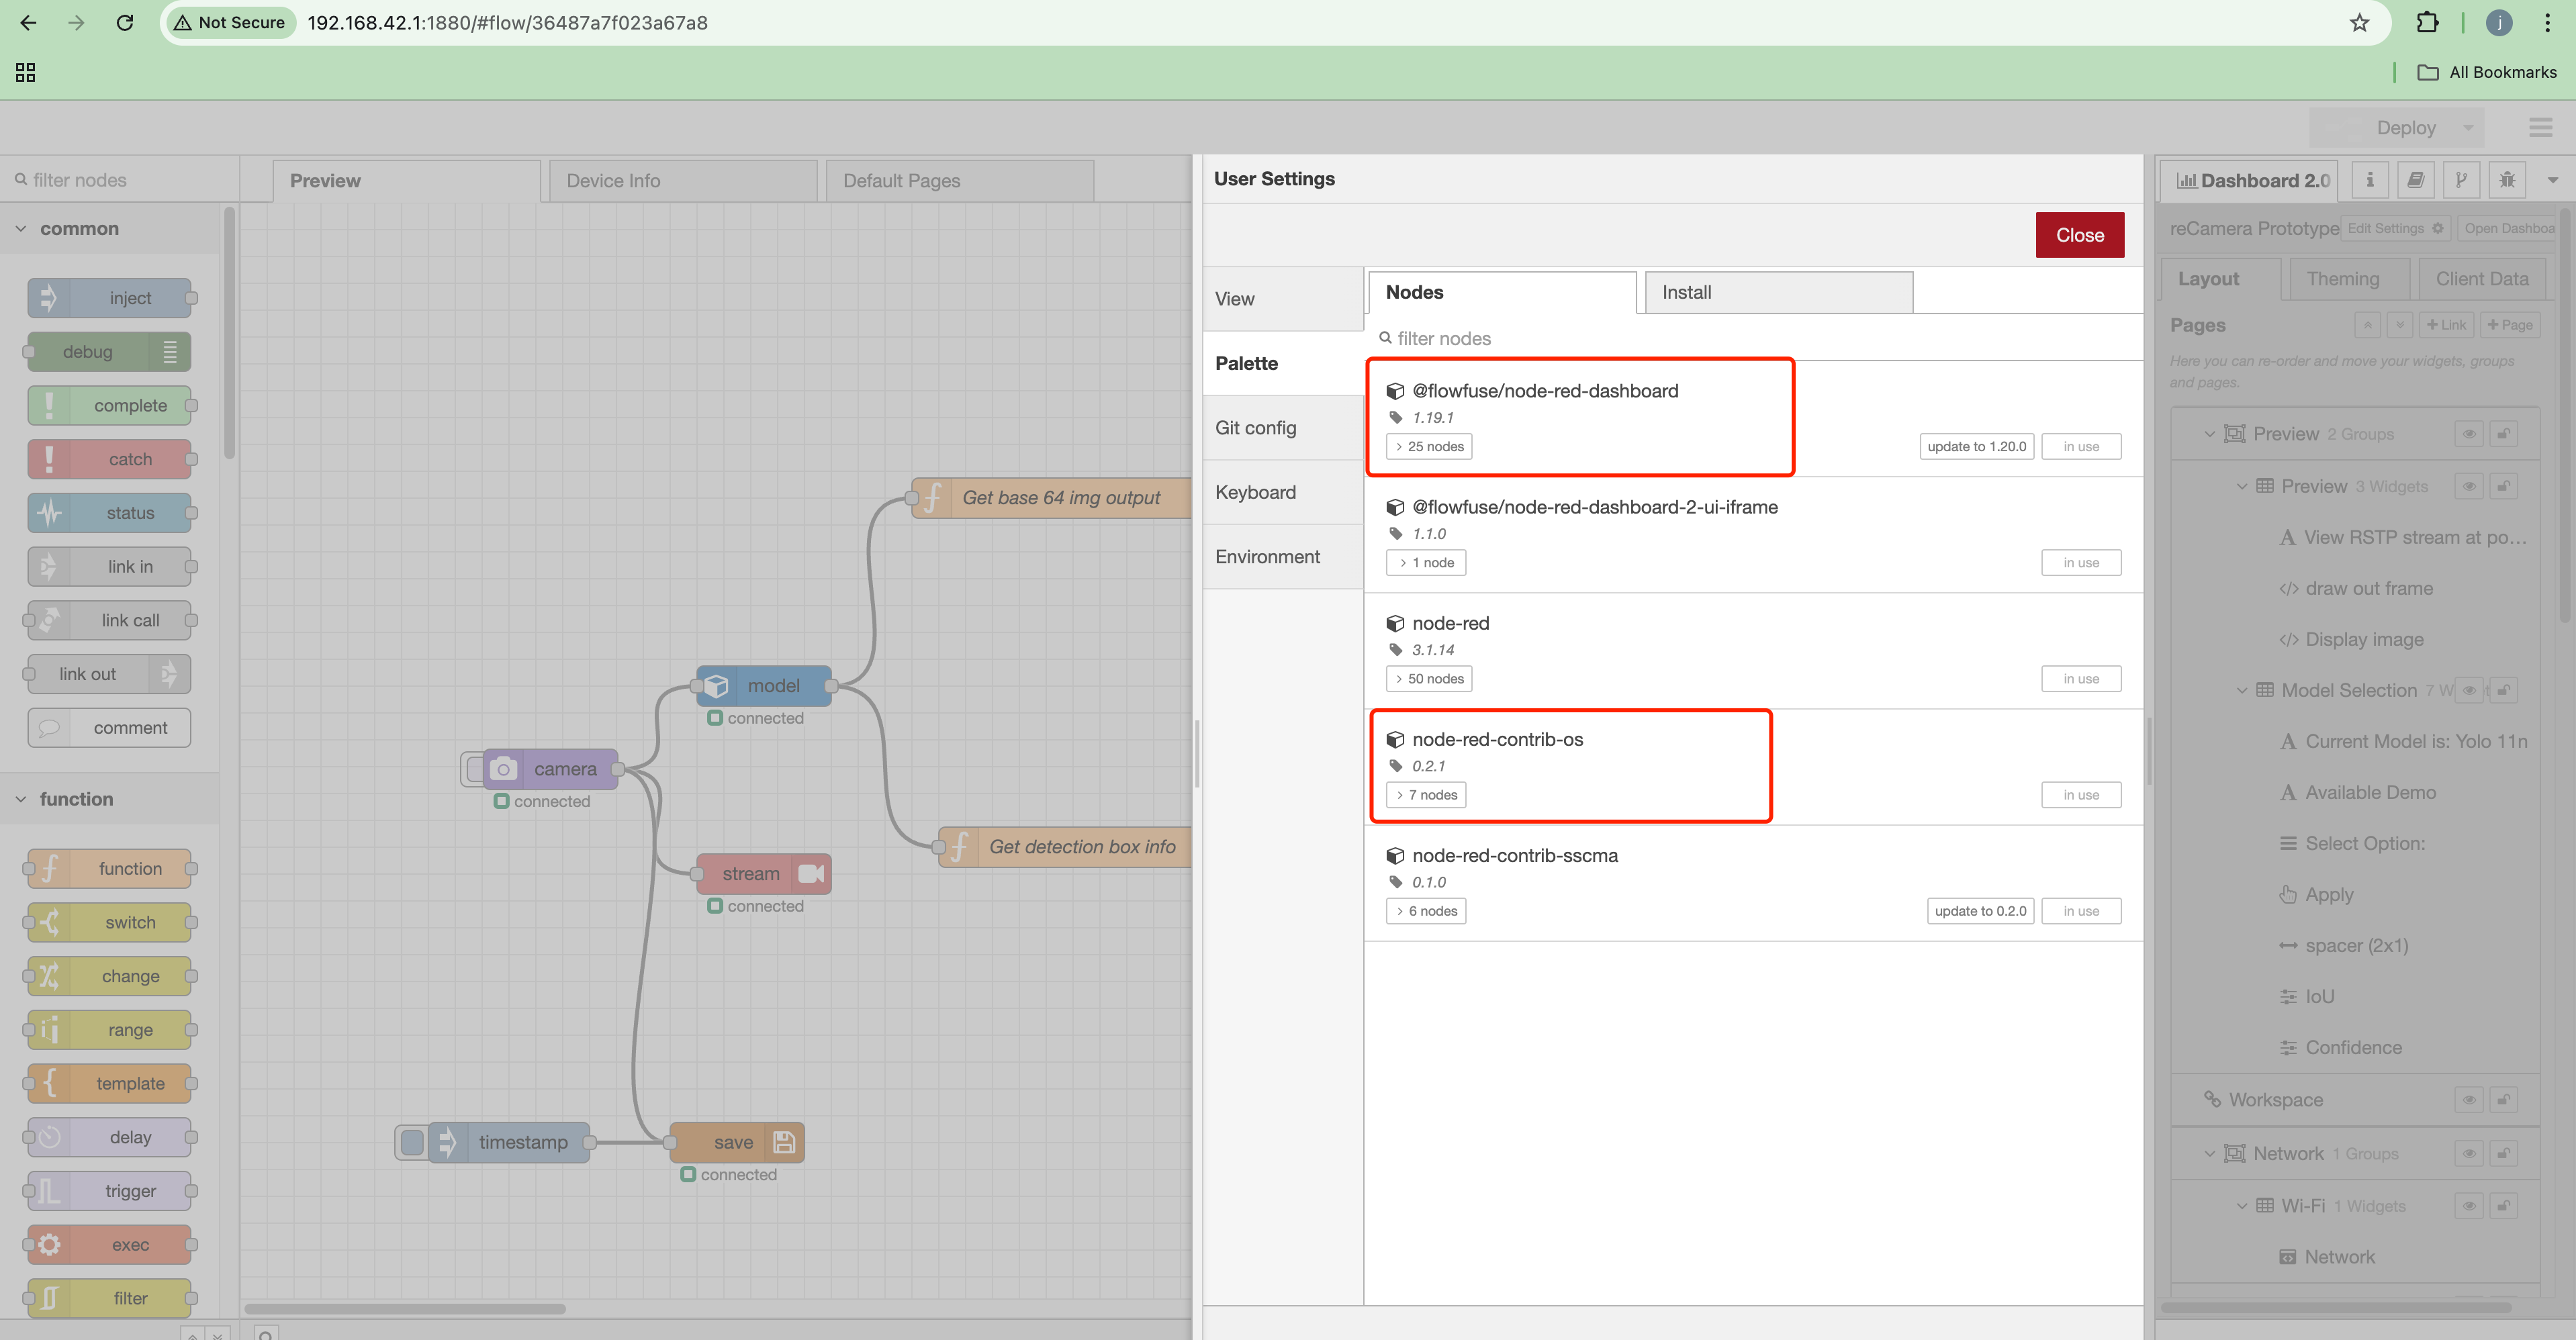 Not Secure
192.168.42.1:1880/#flow/36487a7f023a67a8
j
All Bookmarks
Deploy
filter nodes
Preview
Device Info
Default Pages
User Settings
Dashboard 2.0
common
Close
reCamera Prototype
Edit Settings
Open Dashboa
View
Nodes
Install
Layout
Theming
Client Data
inject
filter nodes
Pages
Link
Page
debug
Palette
Here you can re-order and move your widgets, groups
and pages.
@flowfuse/node-red-dashboard
1.19.1
25 nodes
update to 1.20.0
in use
complete
Git config
Preview 2 Groups
catch
Keyboard
Preview 3 Widgets
Get base 64 img output
status
@flowfuse/node-red-dashboard-2-ui-iframe
1.1.0
1 node
in use
View RSTP stream at po...
link in
Environment
draw out frame
link call
node-red
3.1.14
50 nodes
in use
Display image
link out
model
connected
Model Selection 7 W
comment
node-red-contrib-os
0.2.1
7 nodes
in use
Current Model is: Yolo 11n
camera
connected
function
Available Demo
Get detection box info
node-red-contrib-sscma
0.1.0
6 nodes
update to 0.2.0
in use
Select Option:
function
stream
connected
Apply
switch
spacer (2x1)
change
IoU
range
Confidence
template
Workspace
delay
timestamp
save
connected
Network 1 Groups
trigger
Wi-Fi 1 Widgets
exec
Network
filter